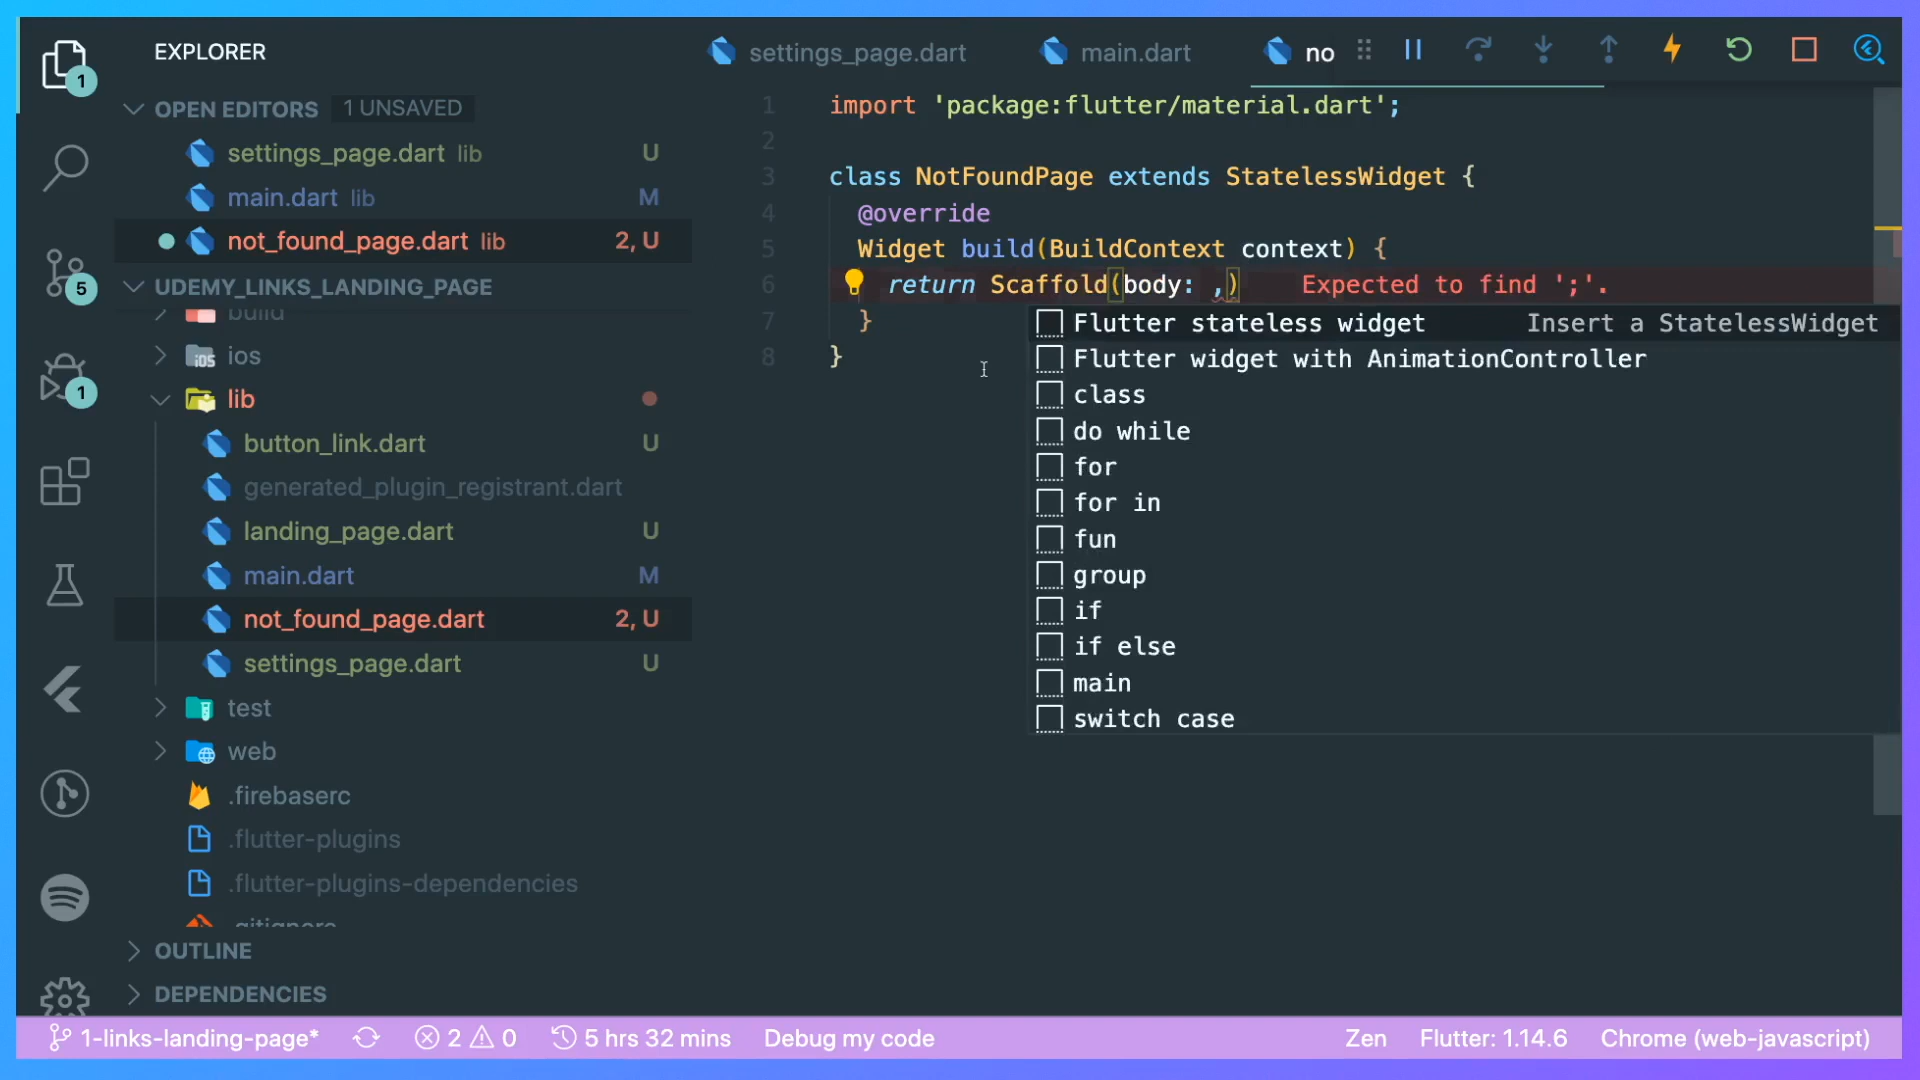 EXPLORER
OPEN EDITORS 1 UNSAVED
settings_page.dart lib U
main.dart lib M
not_found_page.dart lib 2, U
UDEMY_LINKS_LANDING_PAGE
build
ios
lib
button_link.dart U
generated_plugin_registrant.dart
landing_page.dart U
main.dart M
not_found_page.dart 2, U
settings_page.dart U
test
web
.firebaserc
.flutter-plugins
.flutter-plugins-dependencies
.gitignore
OUTLINE
DEPENDENCIES
1
5
1
settings_page.dart main.dart no
1 import 'package:flutter/material.dart';
2
3 class NotFoundPage extends StatelessWidget {
4 @override
5 Widget build(BuildContext context) {
6 return Scaffold(body: ,) Expected to find ';'.
7 }
8 }
Flutter stateless widget Insert a StatelessWidget
Flutter widget with AnimationController
class
do while
for
for in
fun
group
if
if else
main
switch case
1-links-landing-page* 2 0 5 hrs 32 mins Debug my code Zen Flutter: 1.14.6 Chrome (web-javascript)